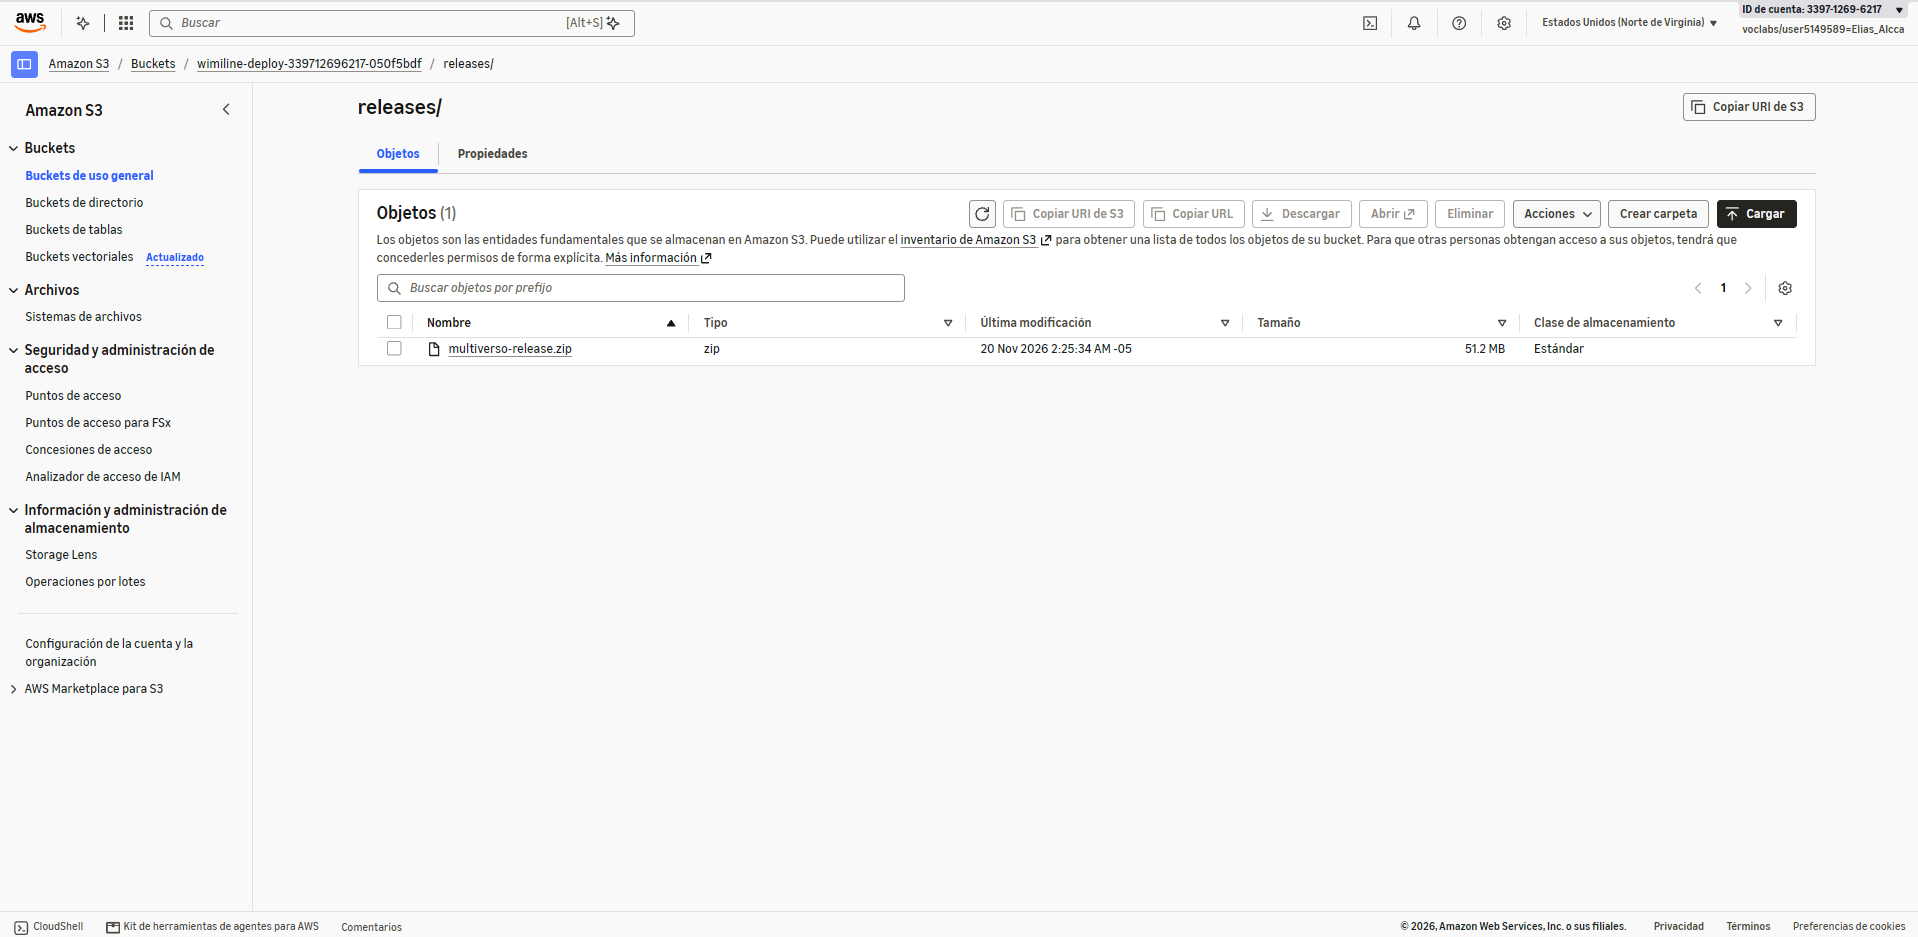 aws
Buscar [Alt+S]
Estados Unidos (Norte de Virginia)
ID de cuenta: 3397-1269-6217
voclabs/user5149589=Elias_Alcca
Amazon S3 / Buckets / wimiline-deploy-339712696217-050f5bdf / releases/
Amazon S3
Buckets
Buckets de uso general
Buckets de directorio
Buckets de tablas
Buckets vectoriales Actualizado
Archivos
Sistemas de archivos
Seguridad y administración de
acceso
Puntos de acceso
Puntos de acceso para FSx
Concesiones de acceso
Analizador de acceso de IAM
Información y administración de
almacenamiento
Storage Lens
Operaciones por lotes
Configuración de la cuenta y la
organización
AWS Marketplace para S3
releases/
Copiar URI de S3
Objetos Propiedades
Objetos (1)
Copiar URI de S3 Copiar URL Descargar Abrir Eliminar Acciones Crear carpeta Cargar
Los objetos son las entidades fundamentales que se almacenan en Amazon S3. Puede utilizar el inventario de Amazon S3 para obtener una lista de todos los objetos de su bucket. Para que otras personas obtengan acceso a sus objetos, tendrá que
concederles permisos de forma explícita. Más información
Buscar objetos por prefijo
1
Nombre Tipo Última modificación Tamaño Clase de almacenamiento
multiverso-release.zip zip 20 Nov 2026 2:25:34 AM -05 51.2 MB Estándar
CloudShell Kit de herramientas de agentes para AWS Comentarios
© 2026, Amazon Web Services, Inc. o sus filiales. Privacidad Términos Preferencias de cookies